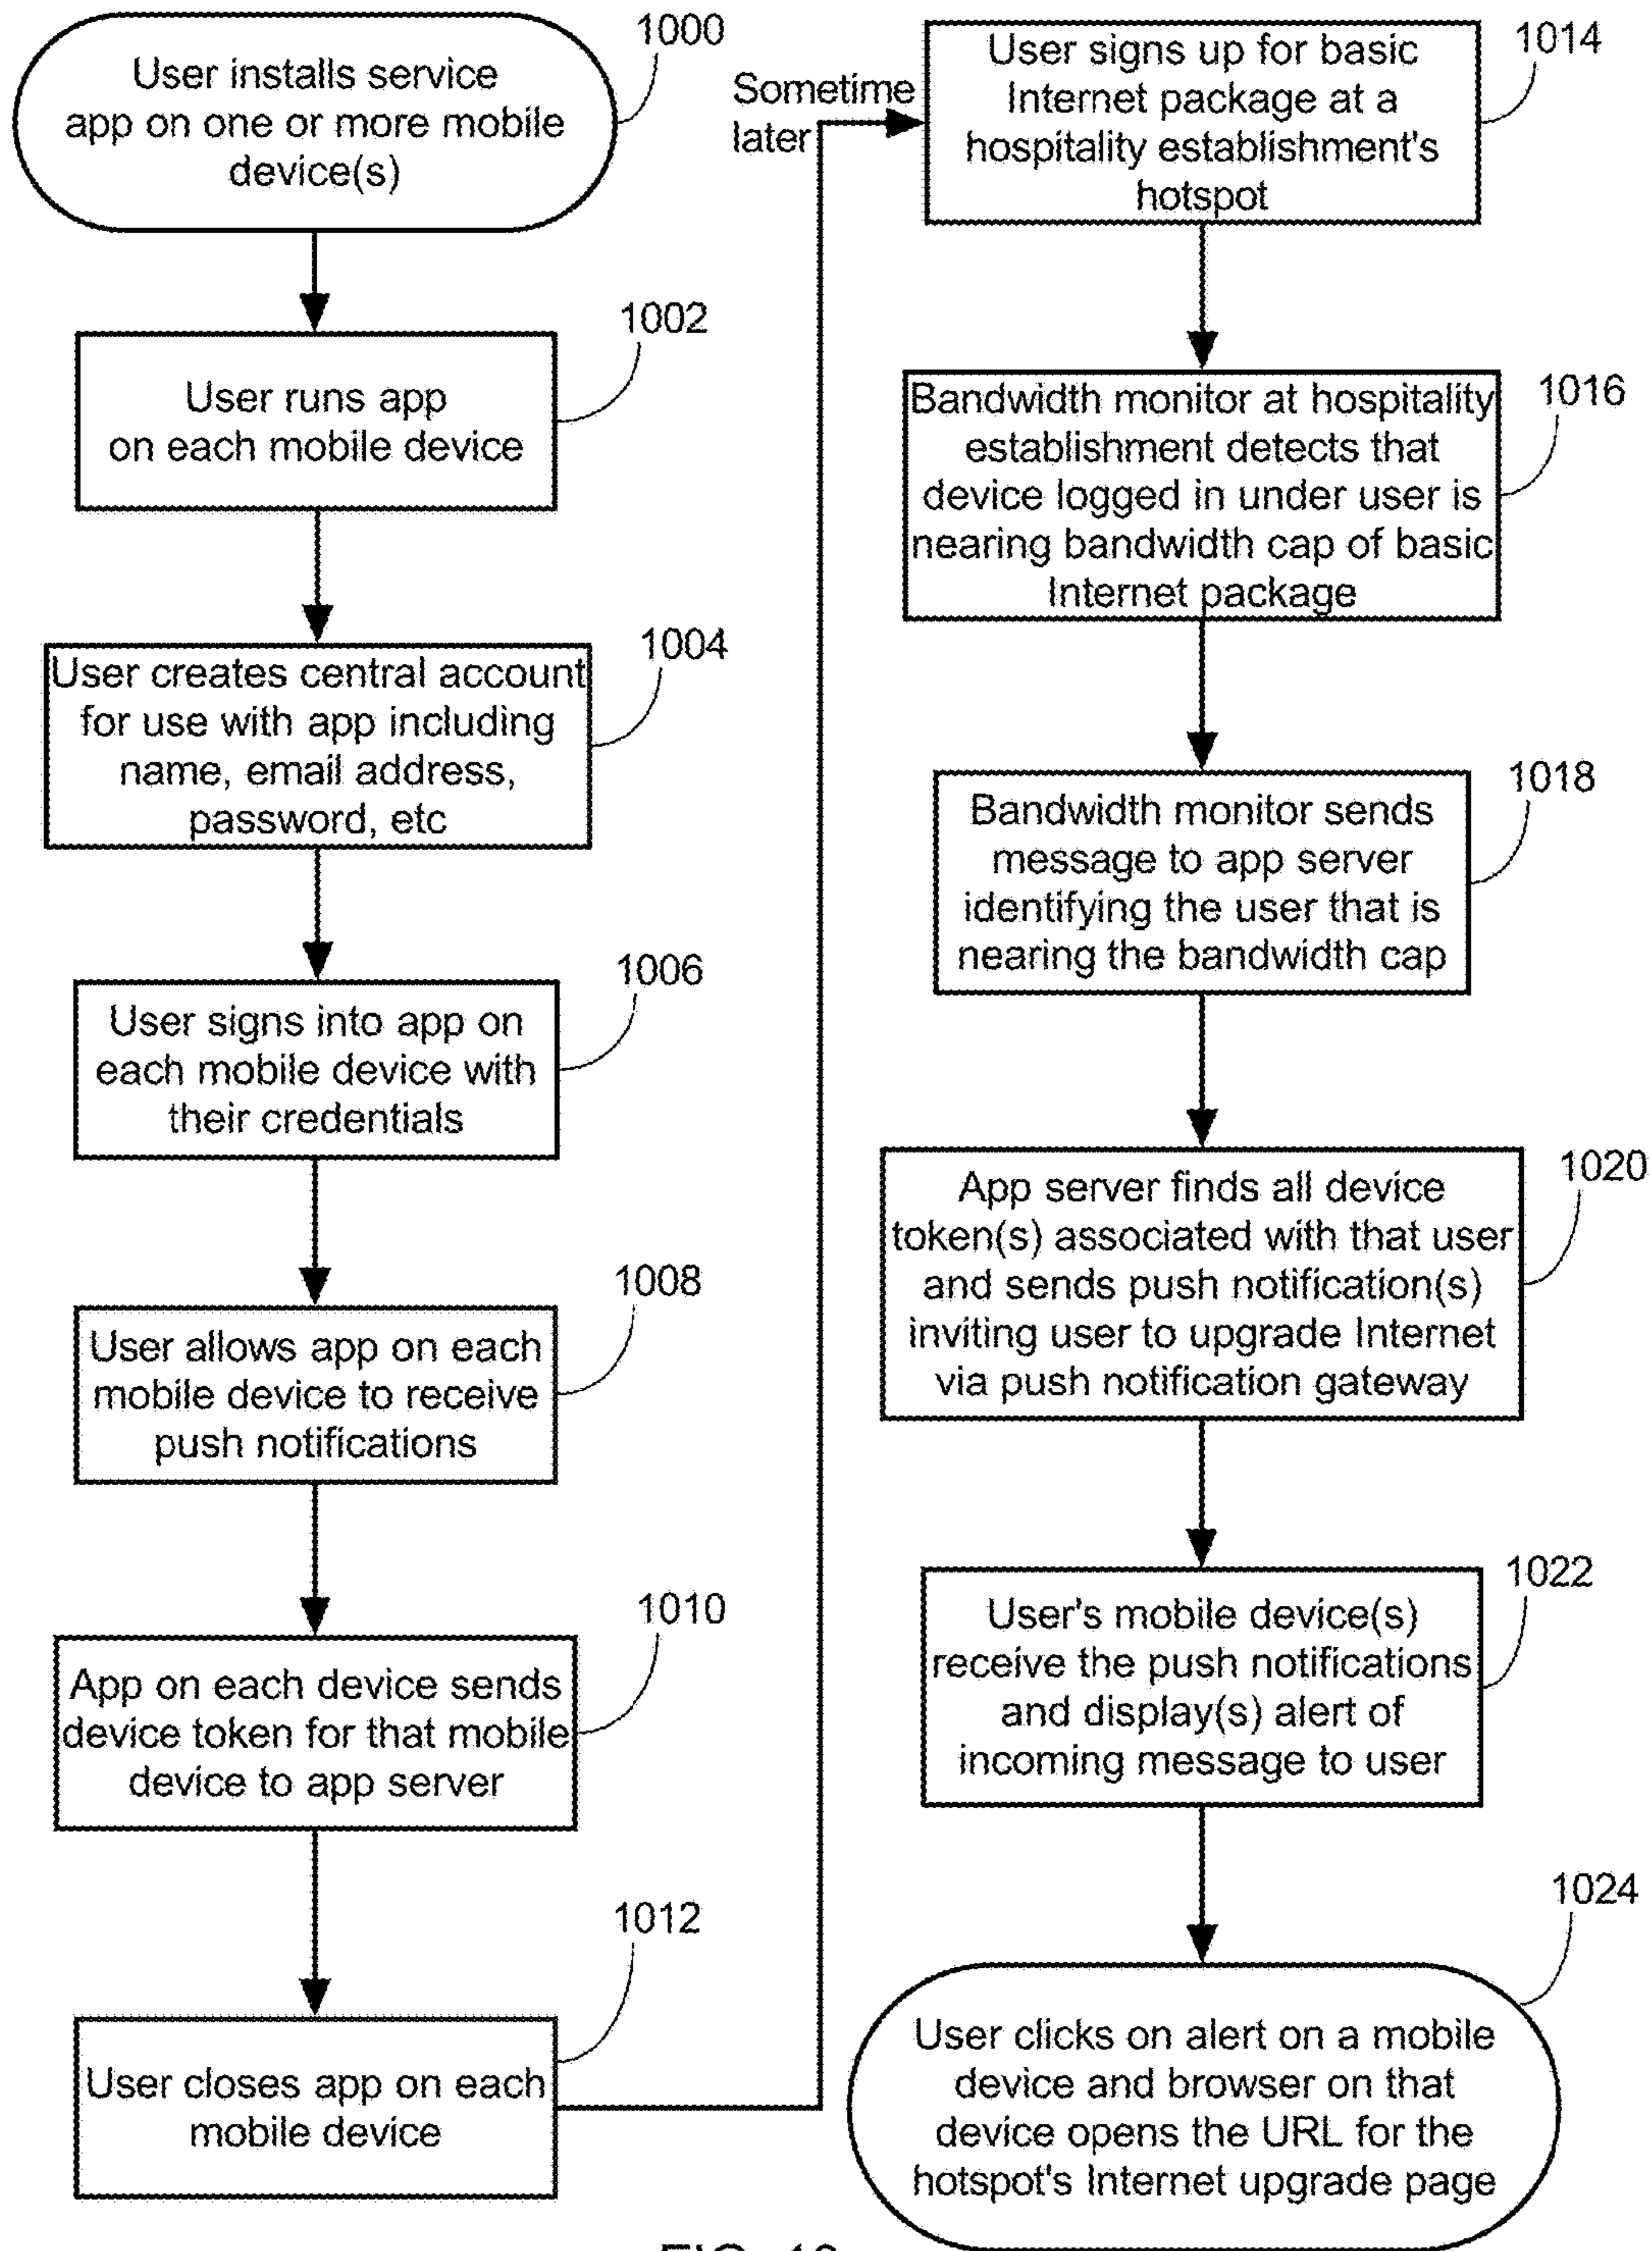 1000
User installs service
app on one or more mobile
device(s)
1002
User runs app
on each mobile device
1004
User creates central account
for use with app including
name, email address,
password, etc
1006
User signs into app on
each mobile device with
their credentials
1008
User allows app on each
mobile device to receive
push notifications
1010
App on each device sends
device token for that mobile
device to app server
1012
User closes app on each
mobile device
Sometime
later
1014
User signs up for basic
Internet package at a
hospitality establishment's
hotspot
1016
Bandwidth monitor at hospitality
establishment detects that
device logged in under user is
nearing bandwidth cap of basic
Internet package
1018
Bandwidth monitor sends
message to app server
identifying the user that is
nearing the bandwidth cap
1020
App server finds all device
token(s) associated with that user
and sends push notification(s)
inviting user to upgrade Internet
via push notification gateway
1022
User's mobile device(s)
receive the push notifications
and display(s) alert of
incoming message to user
1024
User clicks on alert on a mobile
device and browser on that
device opens the URL for the
hotspot's Internet upgrade page